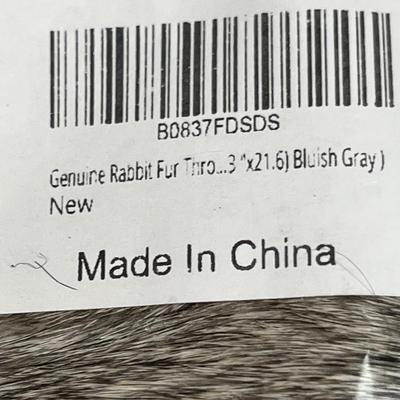 B0837FDSDS
Genuine Rabbit Fur Thro...3 "x21.6) Bluish Gray )
New
Made In China